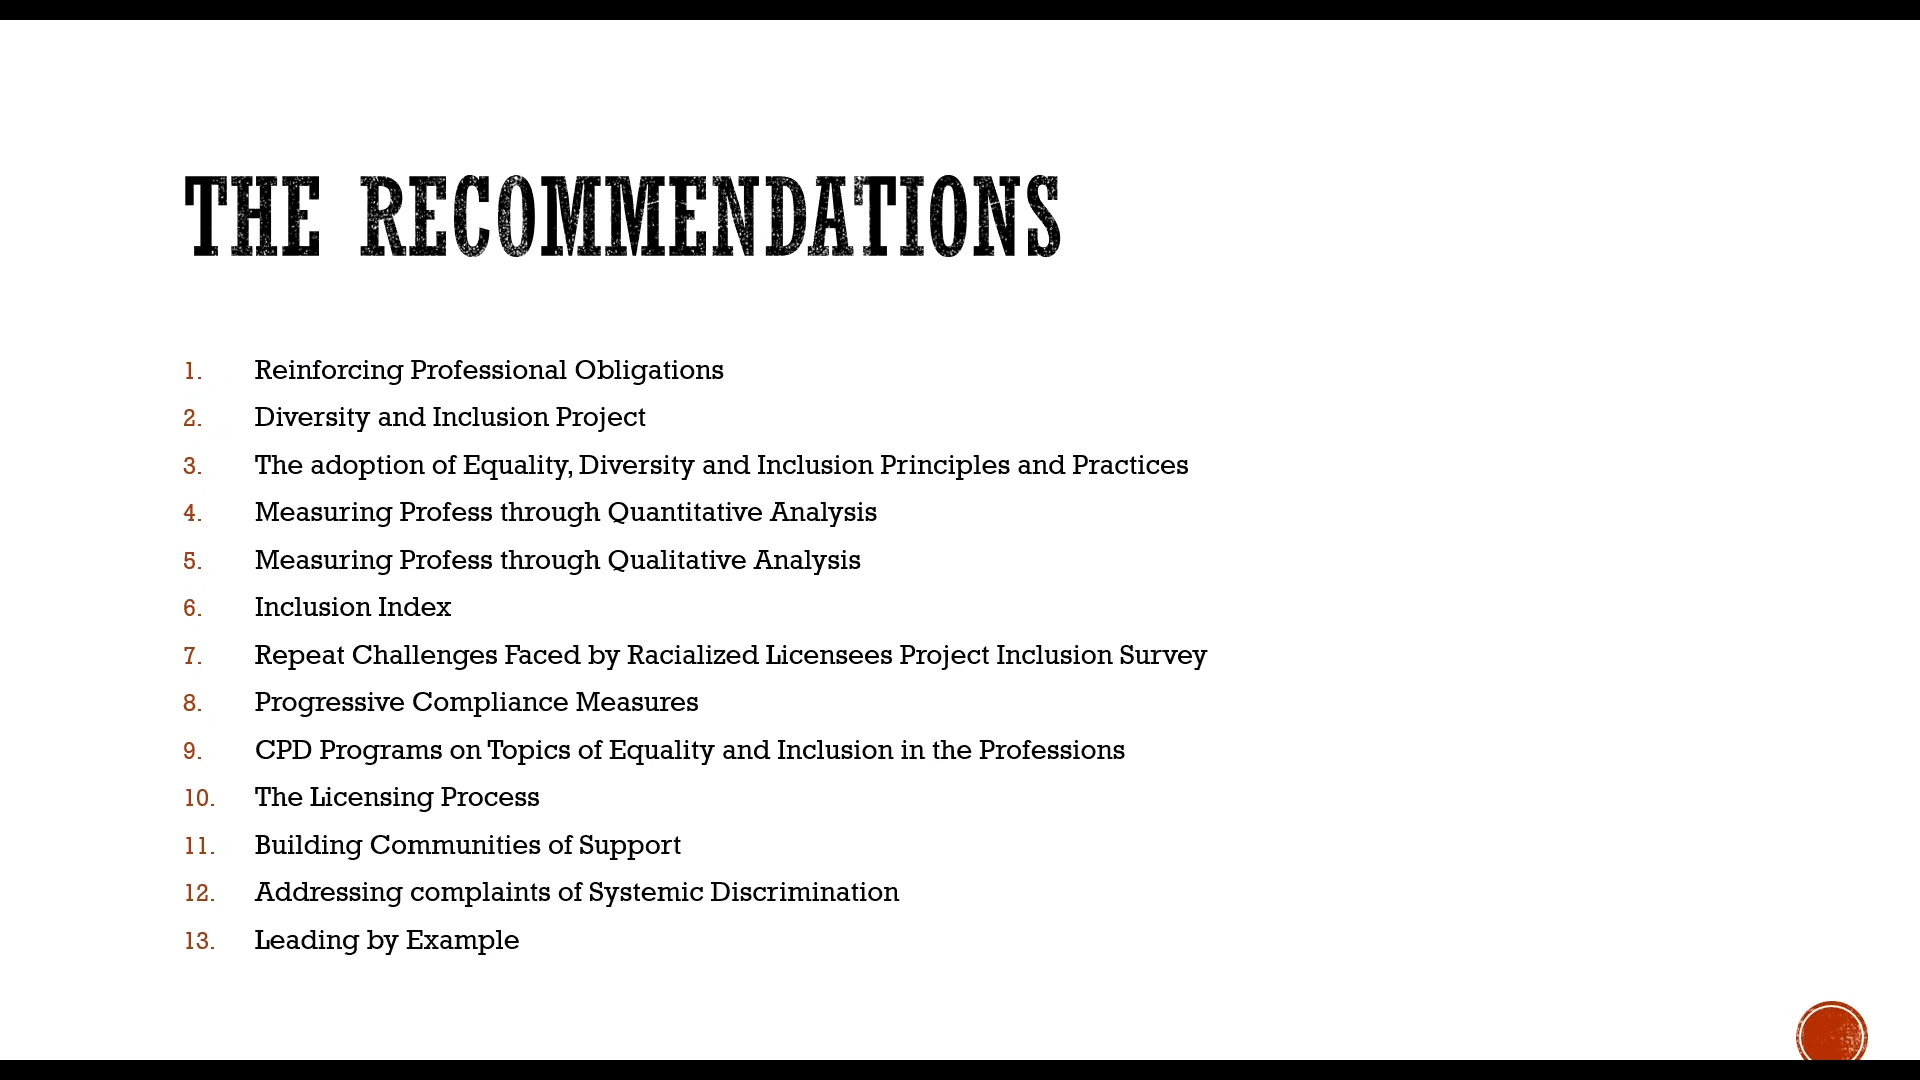 THE RECOMMENDATIONS
1. Reinforcing Professional Obligations
2. Diversity and Inclusion Project
3. The adoption of Equality, Diversity and Inclusion Principles and Practices
4. Measuring Profess through Quantitative Analysis
5. Measuring Profess through Qualitative Analysis
6. Inclusion Index
7. Repeat Challenges Faced by Racialized Licensees Project Inclusion Survey
8. Progressive Compliance Measures
9. CPD Programs on Topics of Equality and Inclusion in the Professions
10. The Licensing Process
11. Building Communities of Support
12. Addressing complaints of Systemic Discrimination
13. Leading by Example